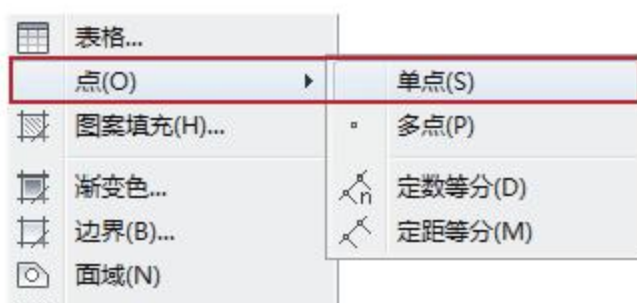 表格...
点(O)
单点(S)
图案填充(H)...
多点(P)
渐变色...
定数等分(D)
边界(B)...
定距等分(M)
面域(N)